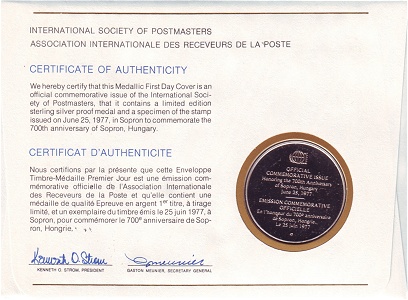 INTERNATIONAL SOCIETY OF POSTMASTERS
ASSOCIATION INTERNATIONALE DES RECEVEURS DE LA POSTE
CERTIFICATE OF AUTHENTICITY
We hereby certify that this Medallic First Day Cover is an
official commemorative issue of the International Soci-
ety of Postmasters, that it contains a limited edition
sterling silver proof medal and a specimen of the stamp
issued on June 25, 1977, in Sopron to commemorate the
700th anniversary of Sopron, Hungary.
CERTIFICAT D'AUTHENTICITE
Nous certifions par la présente que cette Enveloppe
Timbre-Médaille Premier Jour est une émission com-
mémorative officielle de l'Association Internationale
des Receveurs de la Poste et qu'elle contient une
médaille de qualité Epreuve en argent 1er titre, à tirage
limité, et un exemplaire du timbre émis le 25 juin 1977, à
Sopron, pour commémorer le 700e anniversaire de Sop-
ron, Hongrie.
Kenneth O. Strom
KENNETH O. STROM, PRESIDENT
GMeunier
GASTON MEUNIER, SECRETARY GENERAL
OFFICIAL
COMMEMORATIVE ISSUE
Honoring the 700th Anniversary
of Sopron, Hungary
June 25, 1977
EMISSION COMMEMORATIVE
OFFICIELLE
En l'honneur du 700e anniversaire
de Sopron, Hongrie
Le 25 juin 1977